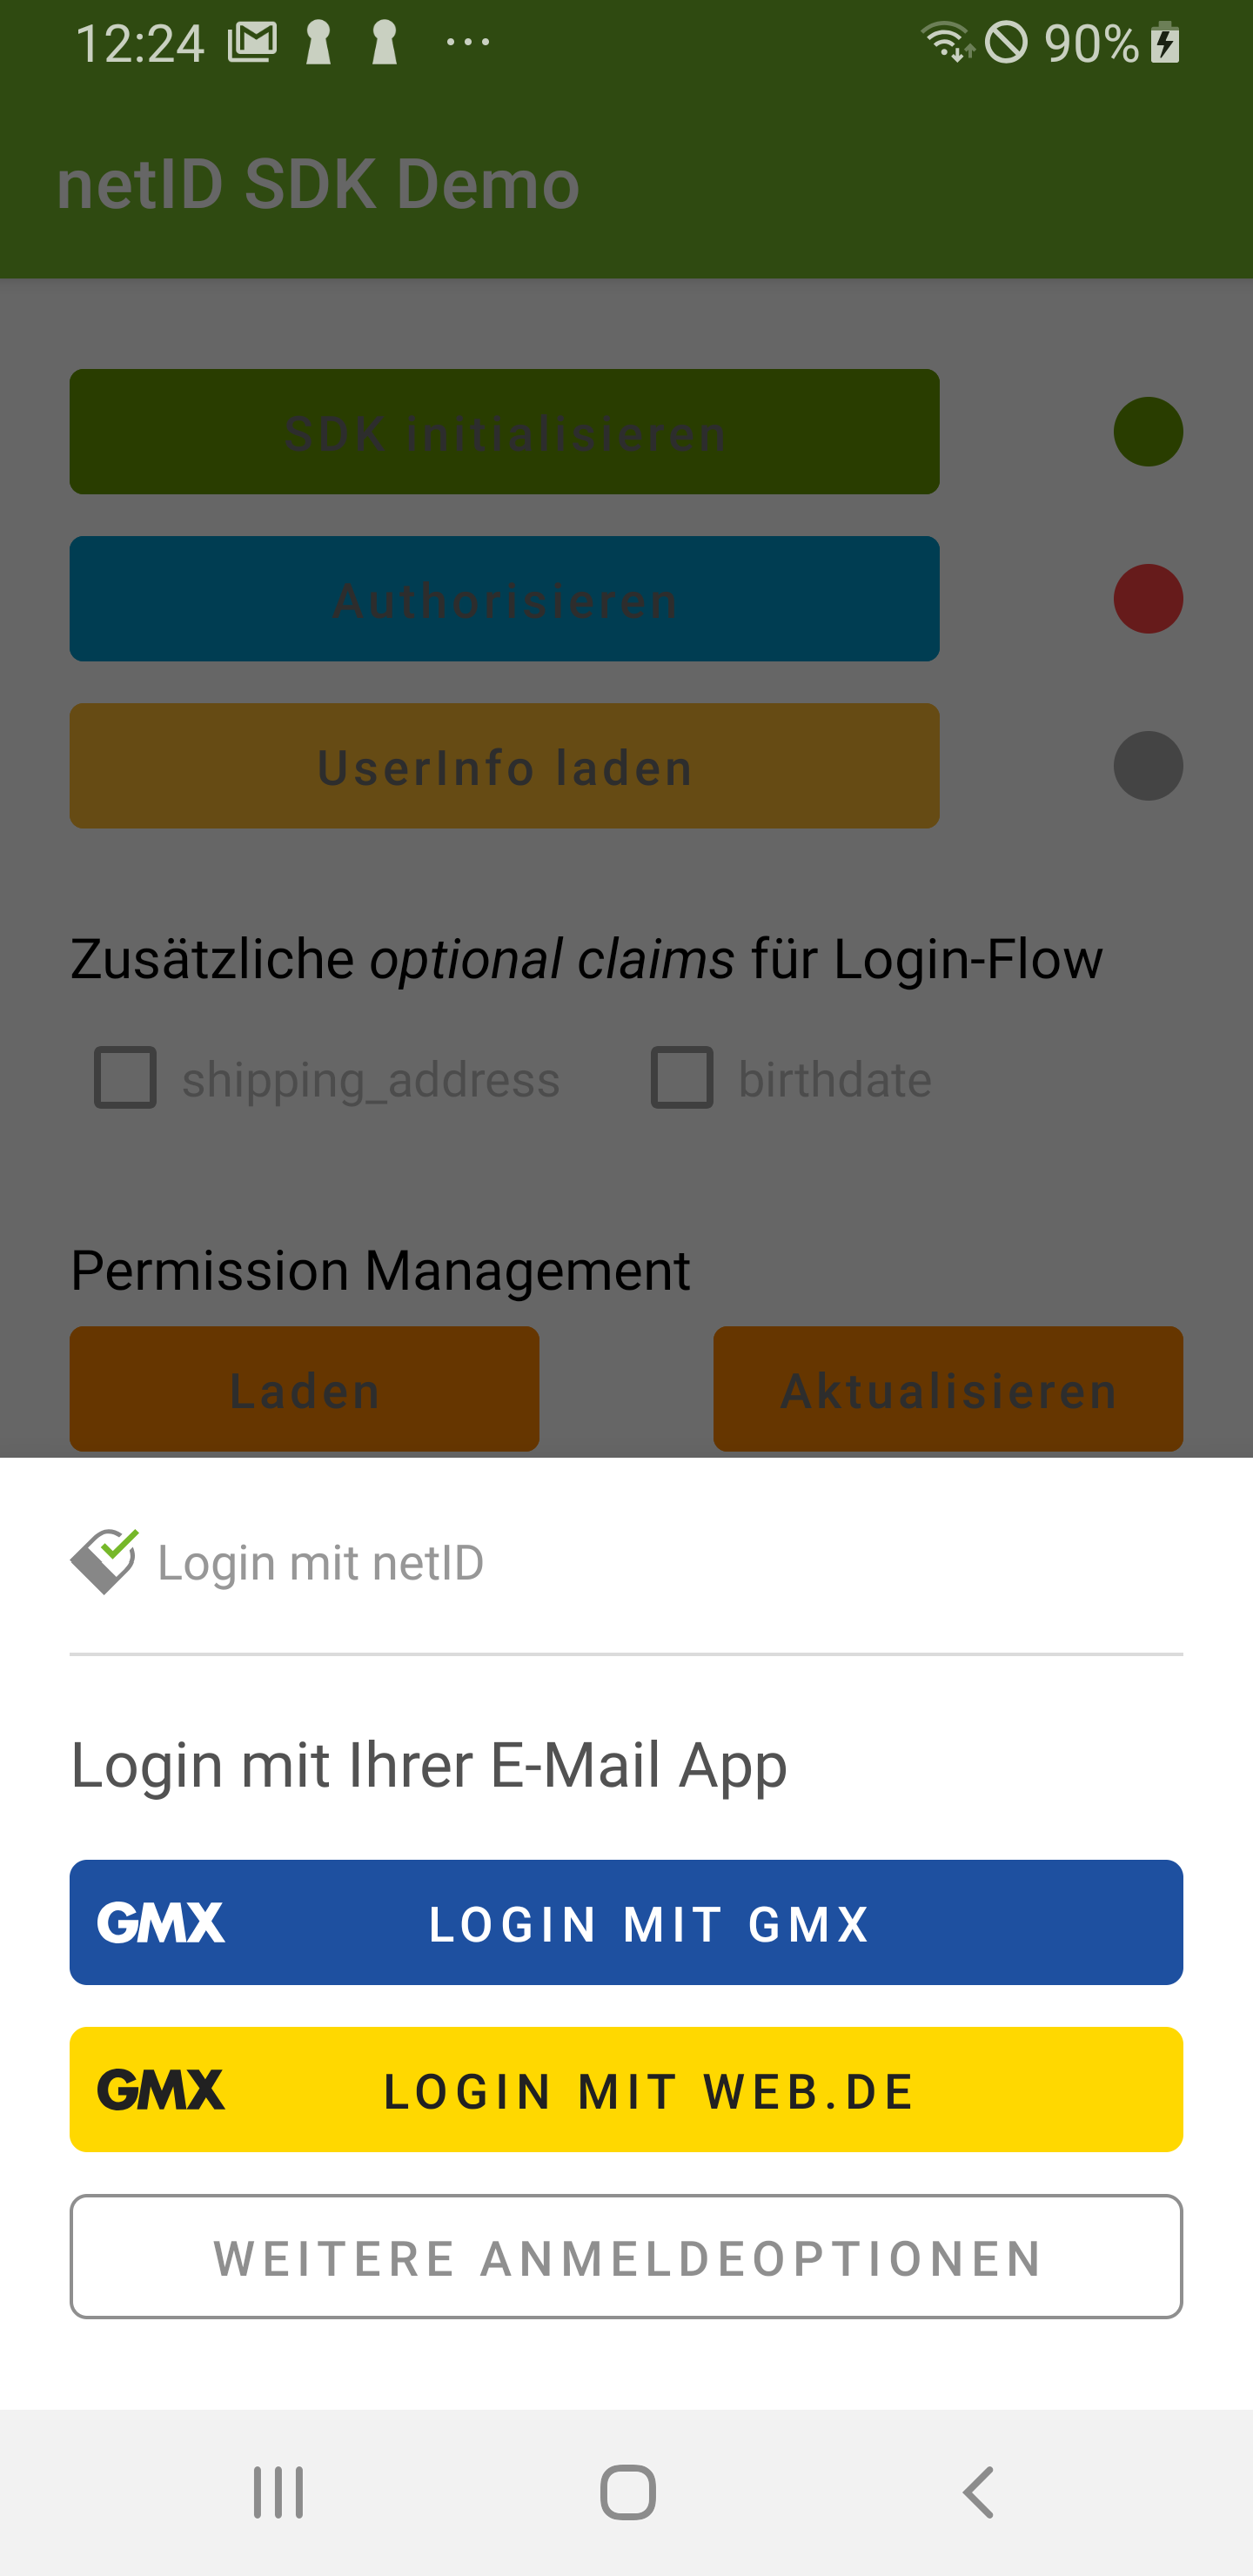 12:24 90%
netID SDK Demo
SDK initialisieren
Authorisieren
UserInfo laden
Zusätzliche optional claims für Login-Flow
shipping_address birthdate
Permission Management
Laden Aktualisieren
Login mit netID
Login mit Ihrer E-Mail App
GMX LOGIN MIT GMX
GMX LOGIN MIT WEB.DE
WEITERE ANMELDEOPTIONEN